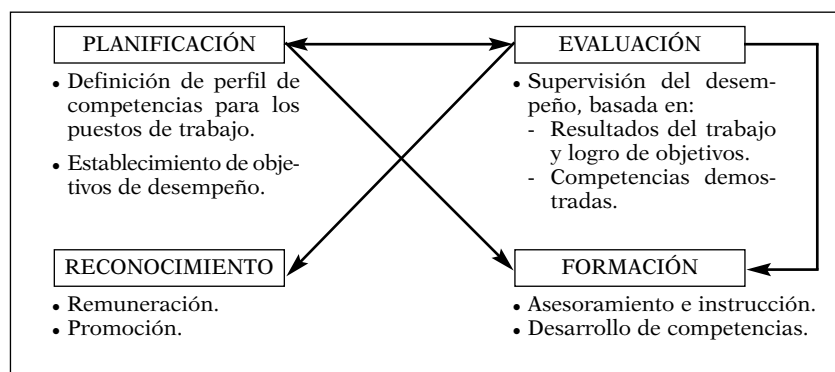 PLANIFICACIÓN
• Definición de perfil de
competencias para los
puestos de trabajo.
• Establecimiento de obje-
tivos de desempeño.
EVALUACIÓN
• Supervisión del desem-
peño, basada en:
- Resultados del trabajo
y logro de objetivos.
- Competencias demos-
tradas.
RECONOCIMIENTO
• Remuneración.
• Promoción.
FORMACIÓN
• Asesoramiento e instrucción.
• Desarrollo de competencias.